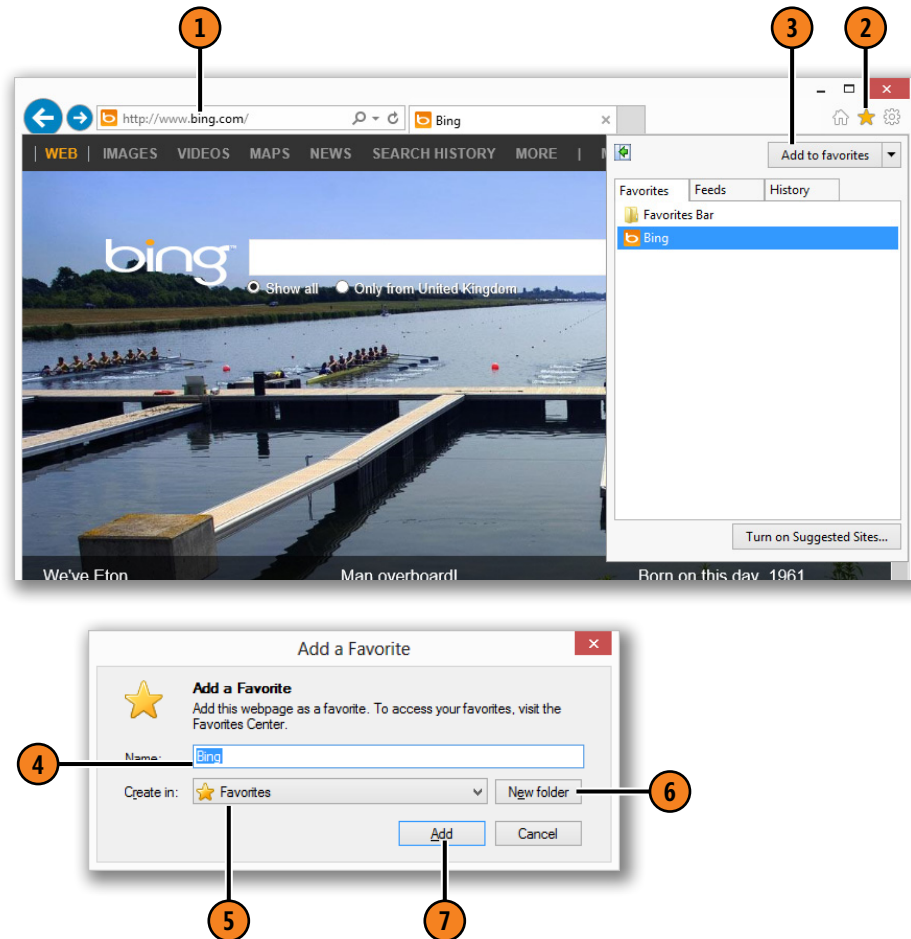 1
3
2
http://www.bing.com/
Bing
WEB | IMAGES VIDEOS MAPS NEWS SEARCH HISTORY MORE |
Add to favorites
Favorites Feeds History
Favorites Bar
Bing
bing
Show all Only from United Kingdom
Turn on Suggested Sites...
We've Eton Man overboard! Born on this day, 1961
Add a Favorite
Add a Favorite
Add this webpage as a favorite. To access your favorites, visit the
Favorites Center.
4
Name: Bing
Create in: Favorites New folder
6
Add Cancel
5
7